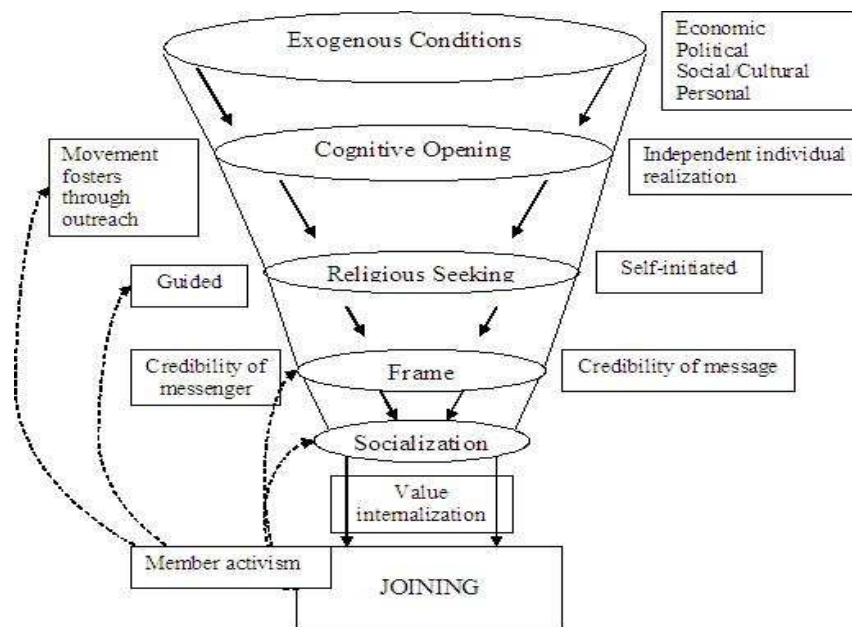 Exogenous Conditions
Economic
Political
Social/Cultural
Personal
Movement
fosters
through
outreach
Cognitive Opening
Independent individual
realization
Guided
Religious Seeking
Self-initiated
Credibility of
messenger
Frame
Credibility of message
Socialization
Value
internalization
Member activism
JOINING